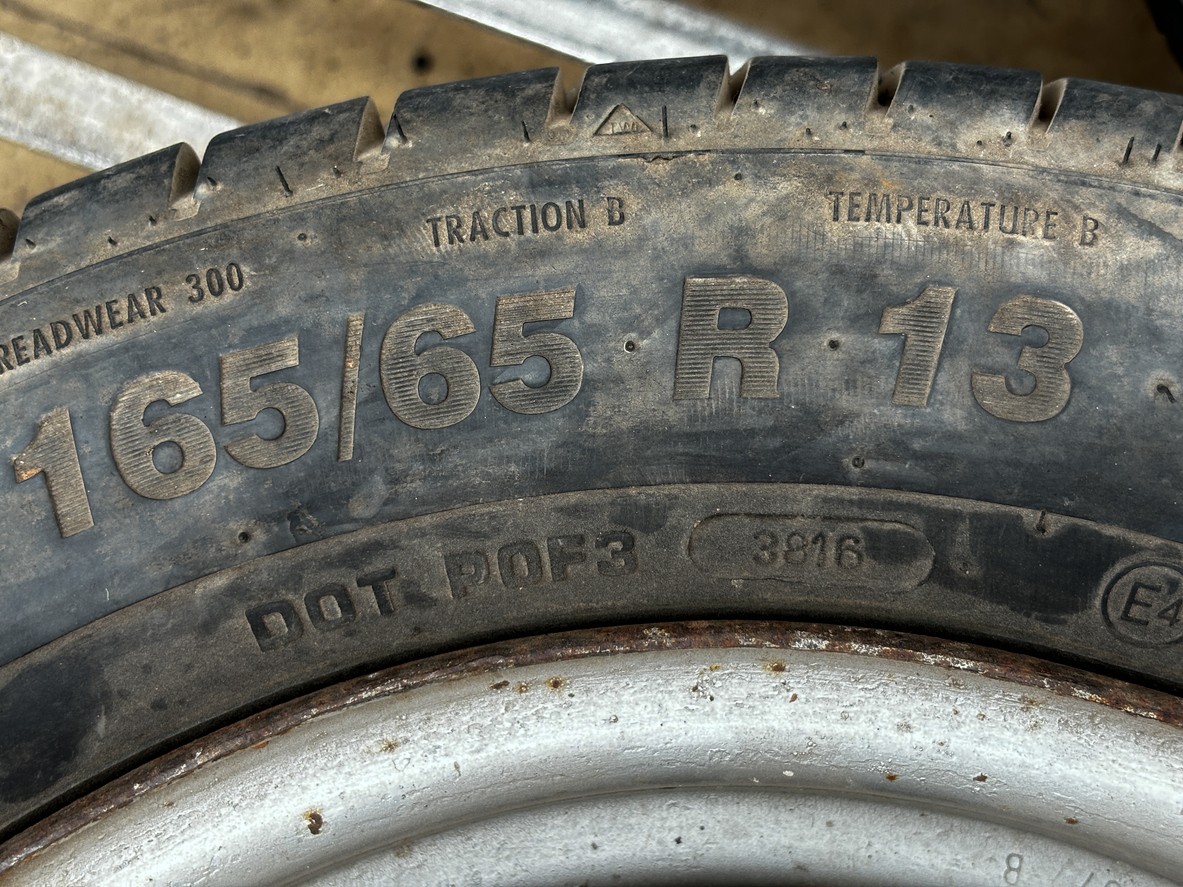 TRACTION B
TEMPERATURE B
READWEAR 300
165/65 R 13
DOT POF3 3816
E4